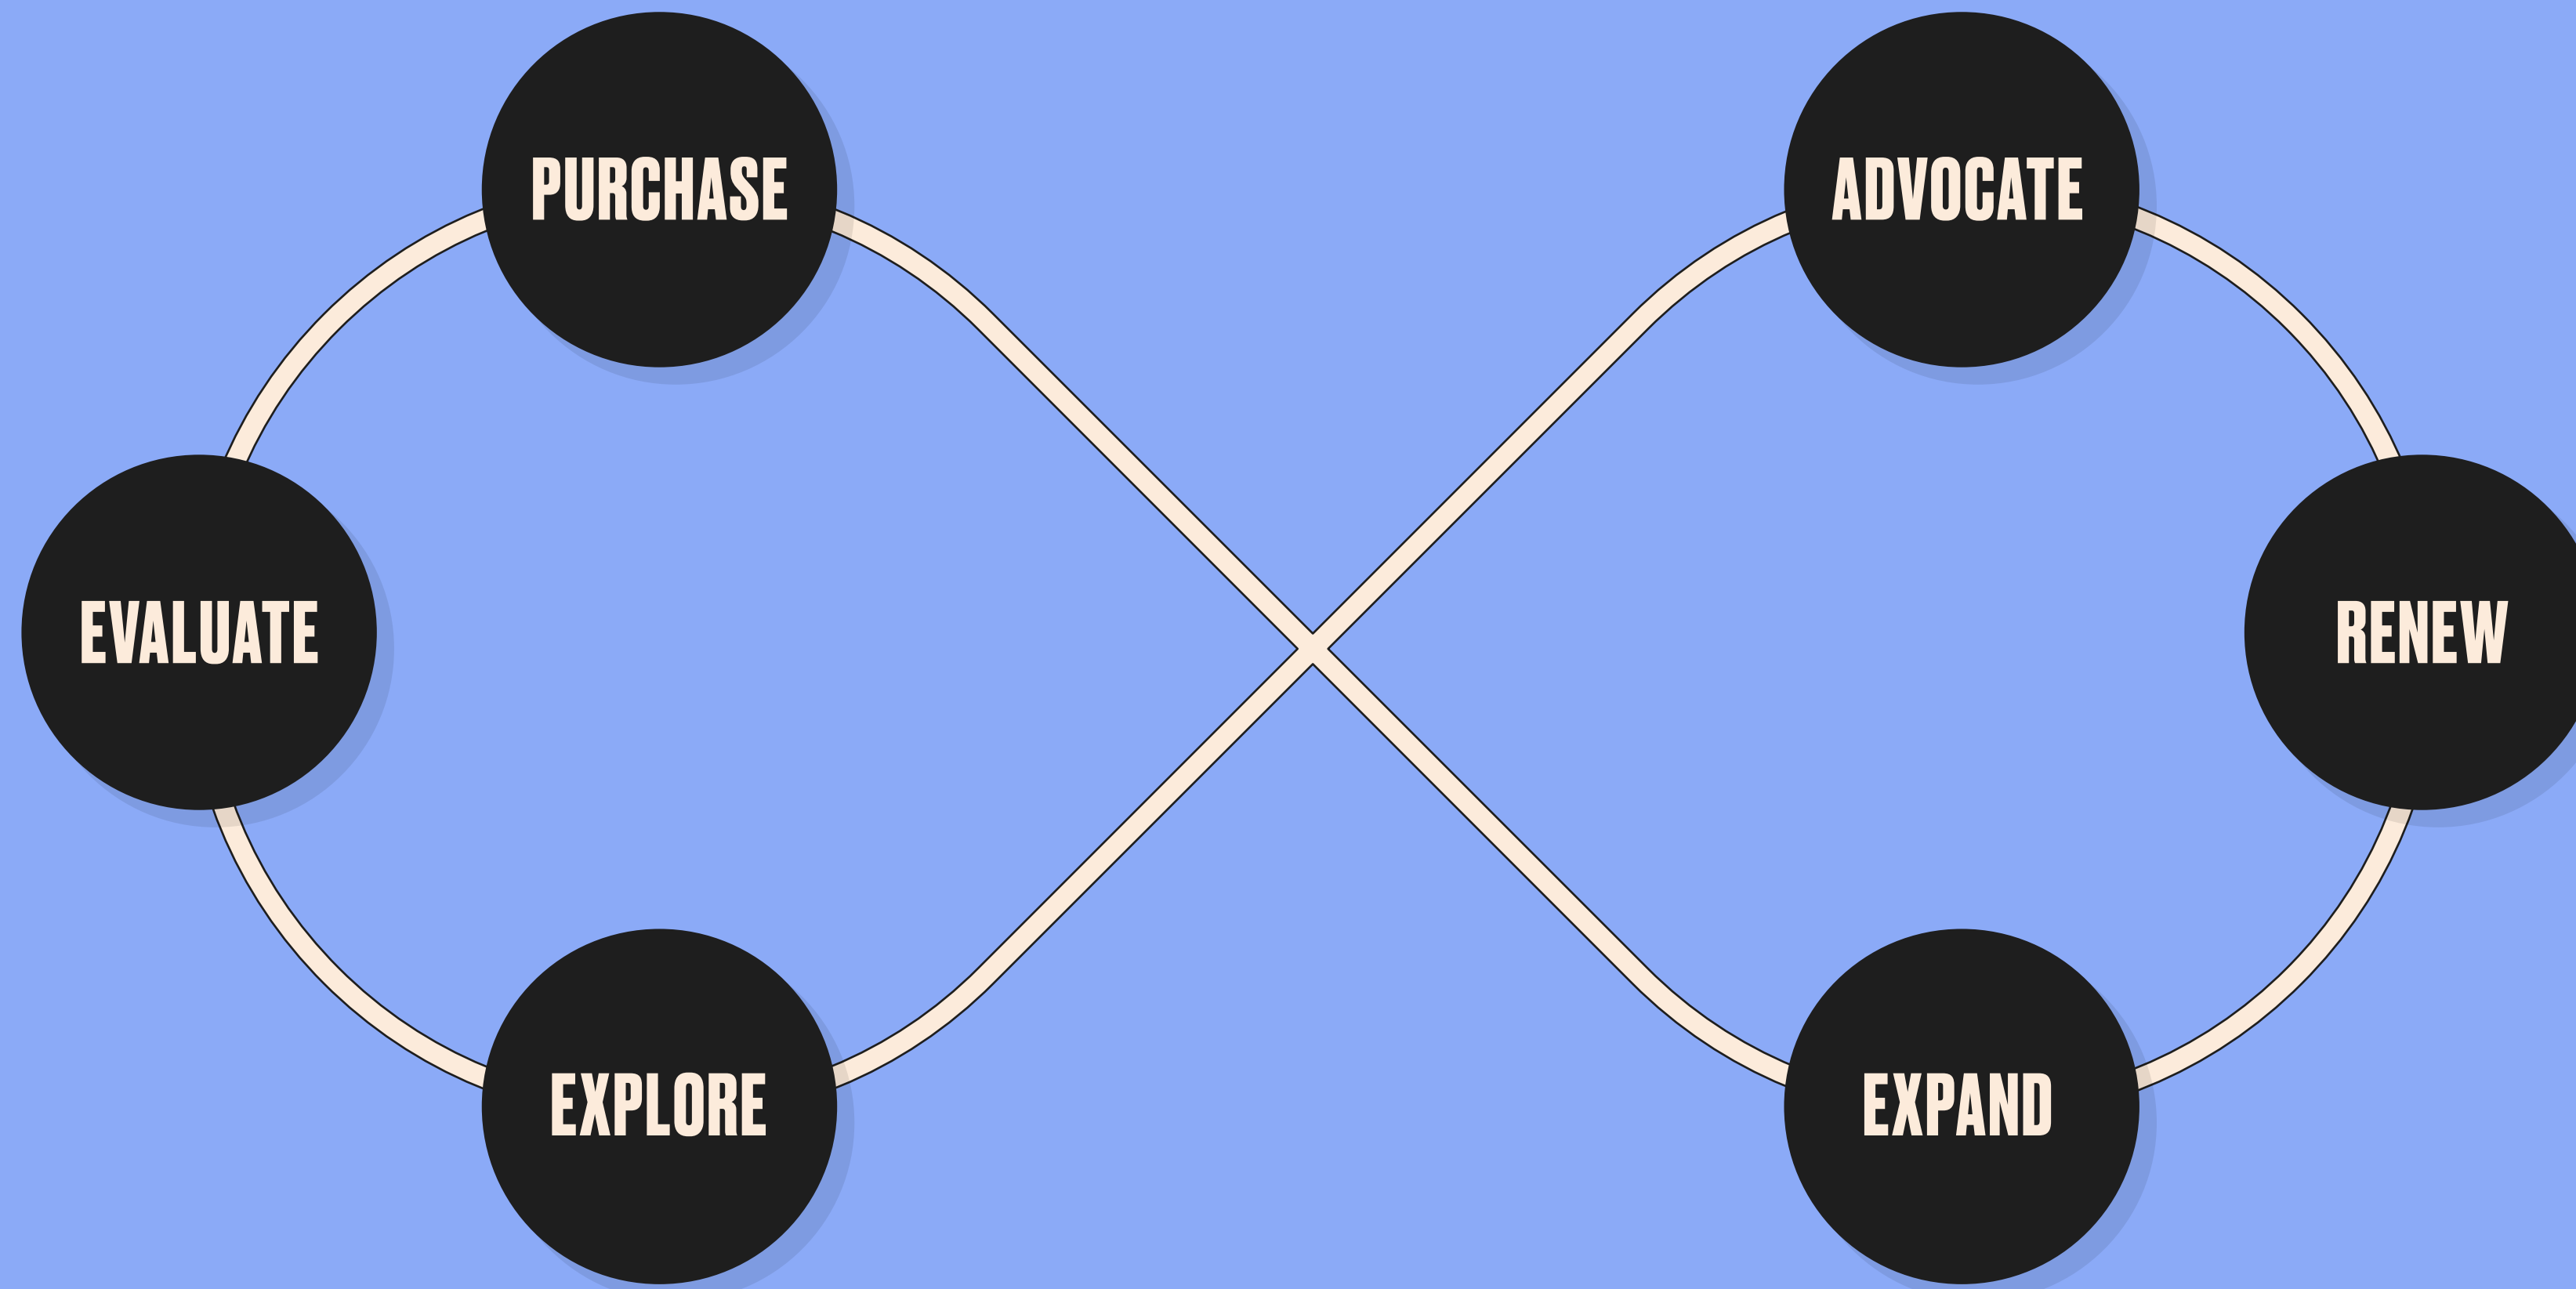 PURCHASE
ADVOCATE
EVALUATE
RENEW
EXPLORE
EXPAND